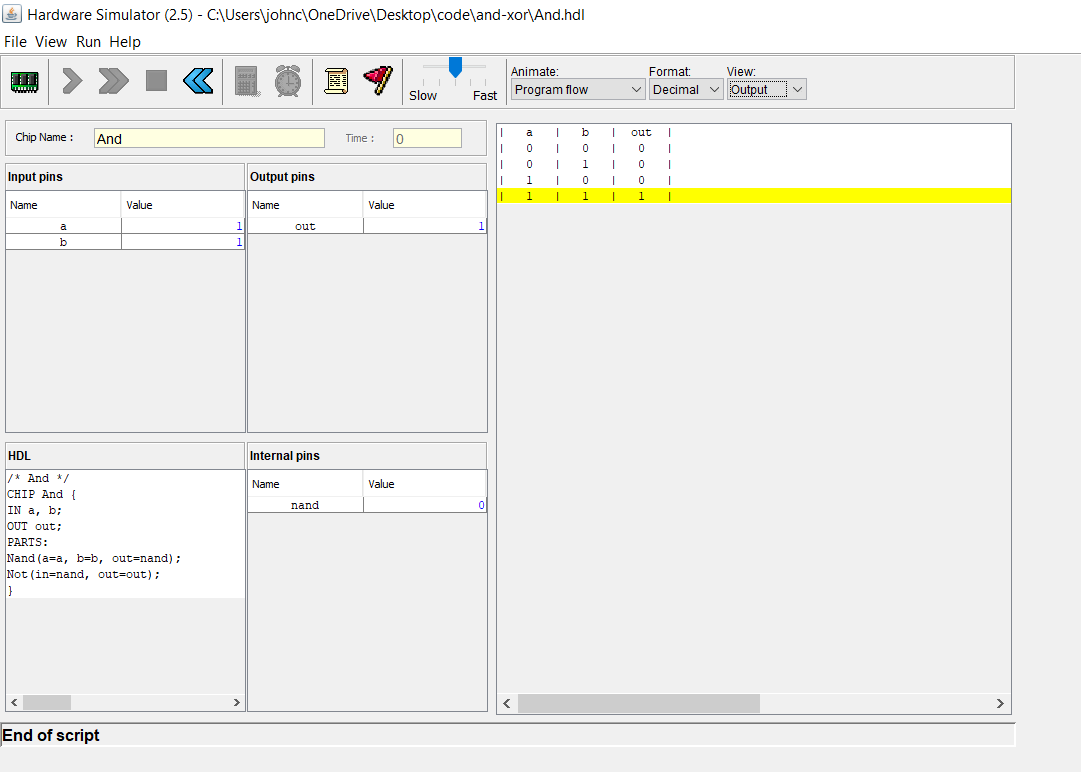 Hardware Simulator (2.5) - C:\Users\johnc\OneDrive\Desktop\code\and-xor\And.hdl
File View Run Help
Slow Fast
Animate: Format: View:
Program flow Decimal Output
Chip Name : And Time : 0
Input pins
Name Value
a 1
b 1
Output pins
Name Value
out 1
HDL
/* And */
CHIP And {
IN a, b;
OUT out;
PARTS:
Nand(a=a, b=b, out=nand);
Not(in=nand, out=out);
}
Internal pins
Name Value
nand 0
| a | b | out |
| 0 | 0 | 0 |
| 0 | 1 | 0 |
| 1 | 0 | 0 |
| 1 | 1 | 1 |
End of script